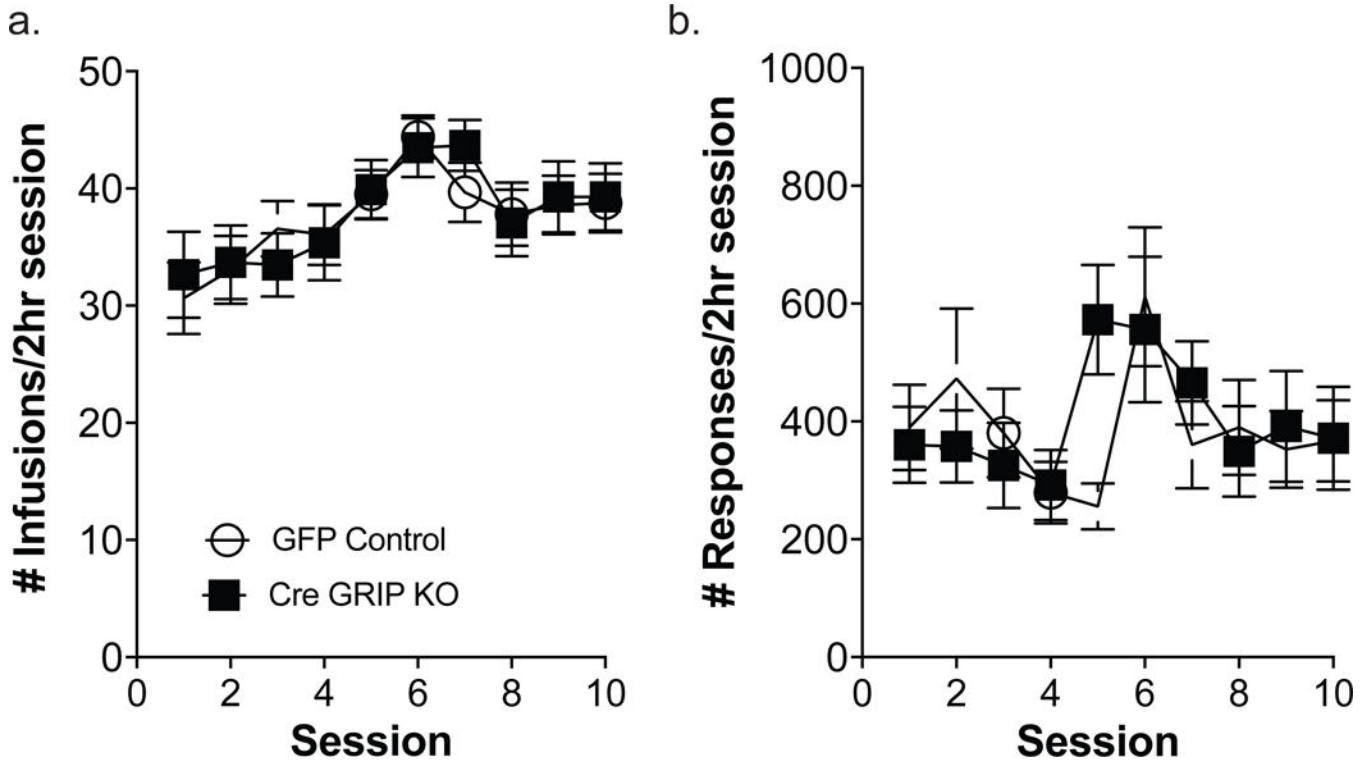 a.
# Infusions/2hr session
50
40
30
20
10
0
GFP Control
Cre GRIP KO
0 2 4 6 8 10
Session
b.
# Responses/2hr session
1000
800
600
400
200
0
0 2 4 6 8 10
Session